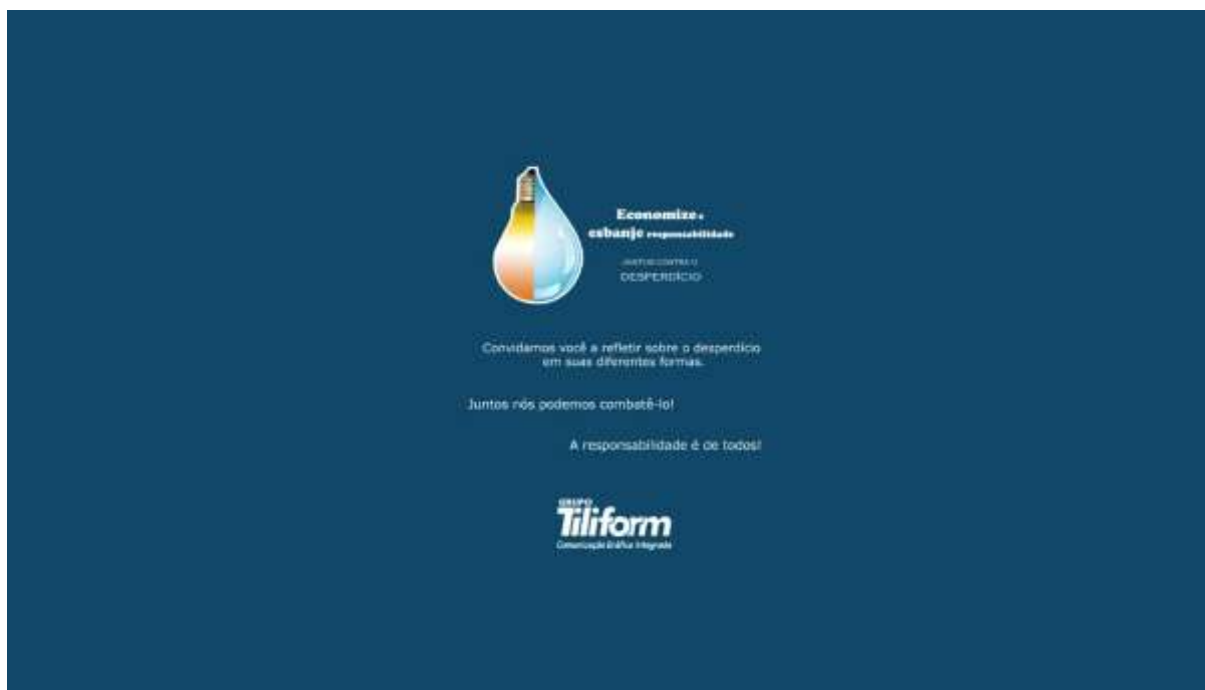 Economize e
esbanje responsabilidade
JUNTOS CONTRA O
DESPERDÍCIO
Convidamos você a refletir sobre o desperdício
em suas diferentes formas.
Juntos nós podemos combatê-lo!
A responsabilidade é de todos!
GRUPO
Tiliform
Comunicação Gráfica Integrada